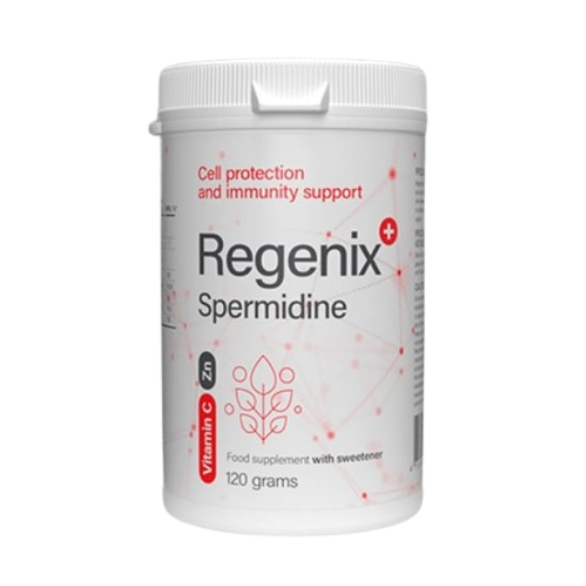 Cell protection
and immunity support
Regenix+
Spermidine
Zn
Vitamin C
Food supplement with sweetener
120 grams